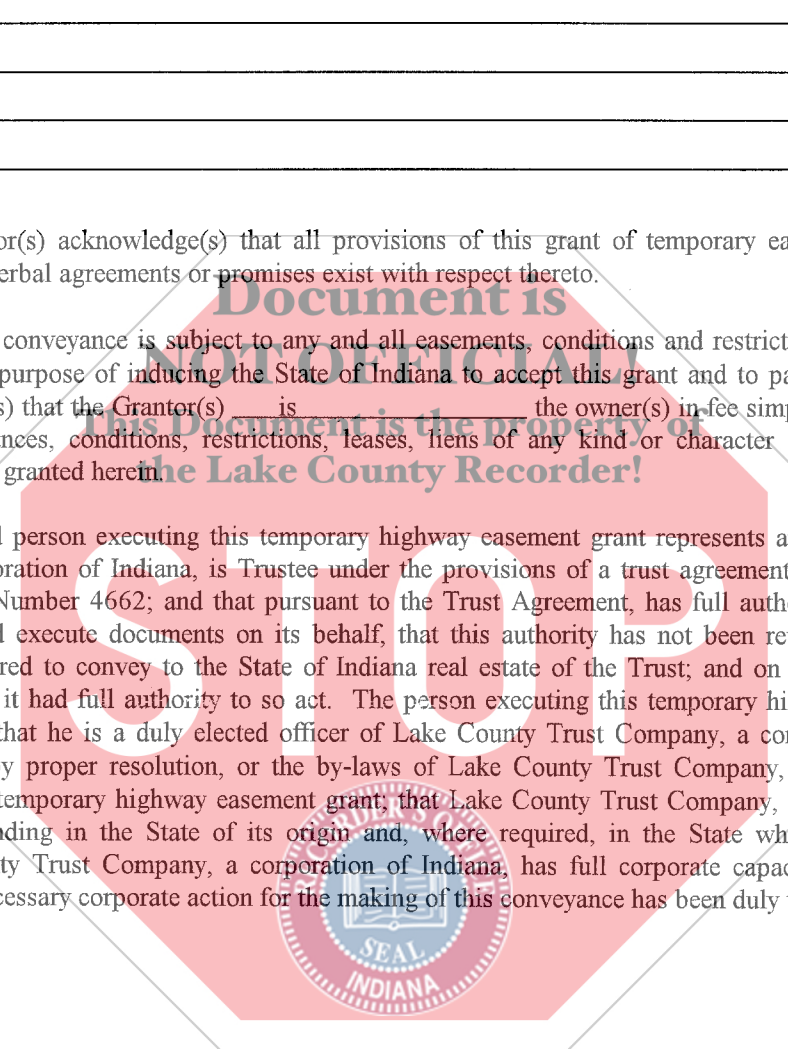 or(s) acknowledge(s) that all provisions of this grant of temporary ea
erbal agreements or promises exist with respect thereto.
Document is
conveyance is subject to any and all easements, conditions and restrict
NOT OFFICIAL!
purpose of inducing the State of Indiana to accept this grant and to pa
s) that the Grantor(s) ____is____________________ the owner(s) in fee simp
This Document is the property of
nces, conditions, restrictions, leases, liens of any kind or character
the Lake County Recorder!
granted herein.
person executing this temporary highway easement grant represents a
oration of Indiana, is Trustee under the provisions of a trust agreement
Number 4662; and that pursuant to the Trust Agreement, has full autho
execute documents on its behalf, that this authority has not been re
red to convey to the State of Indiana real estate of the Trust; and on
it had full authority to so act. The person executing this temporary hi
that he is a duly elected officer of Lake County Trust Company, a co
y proper resolution, or the by-laws of Lake County Trust Company,
temporary highway easement grant; that Lake County Trust Company,
nding in the State of its origin and, where required, in the State wh
ty Trust Company, a corporation of Indiana, has full corporate capac
cessary corporate action for the making of this conveyance has been duly
STOP
RECORDER'S OFFICE
SEAL
INDIANA